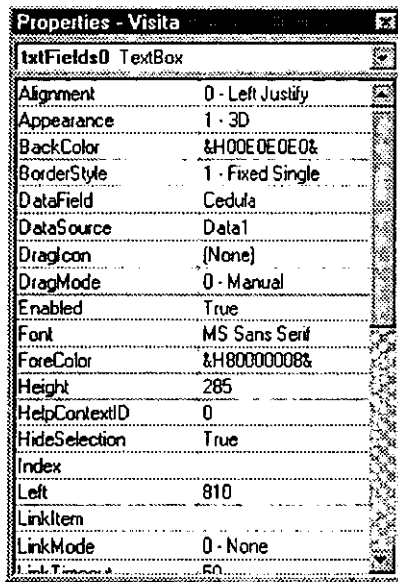 Properties - Visita
txtFields0 TextBox
Alignment 0 - Left Justify
Appearance 1 - 3D
BackColor &H00E0E0E0&
BorderStyle 1 - Fixed Single
DataField Cedula
DataSource Data1
DragIcon (None)
DragMode 0 - Manual
Enabled True
Font MS Sans Serif
ForeColor &H80000008&
Height 285
HelpContextID 0
HideSelection True
Index
Left 810
LinkItem
LinkMode 0 - None
LinkTimeout 50